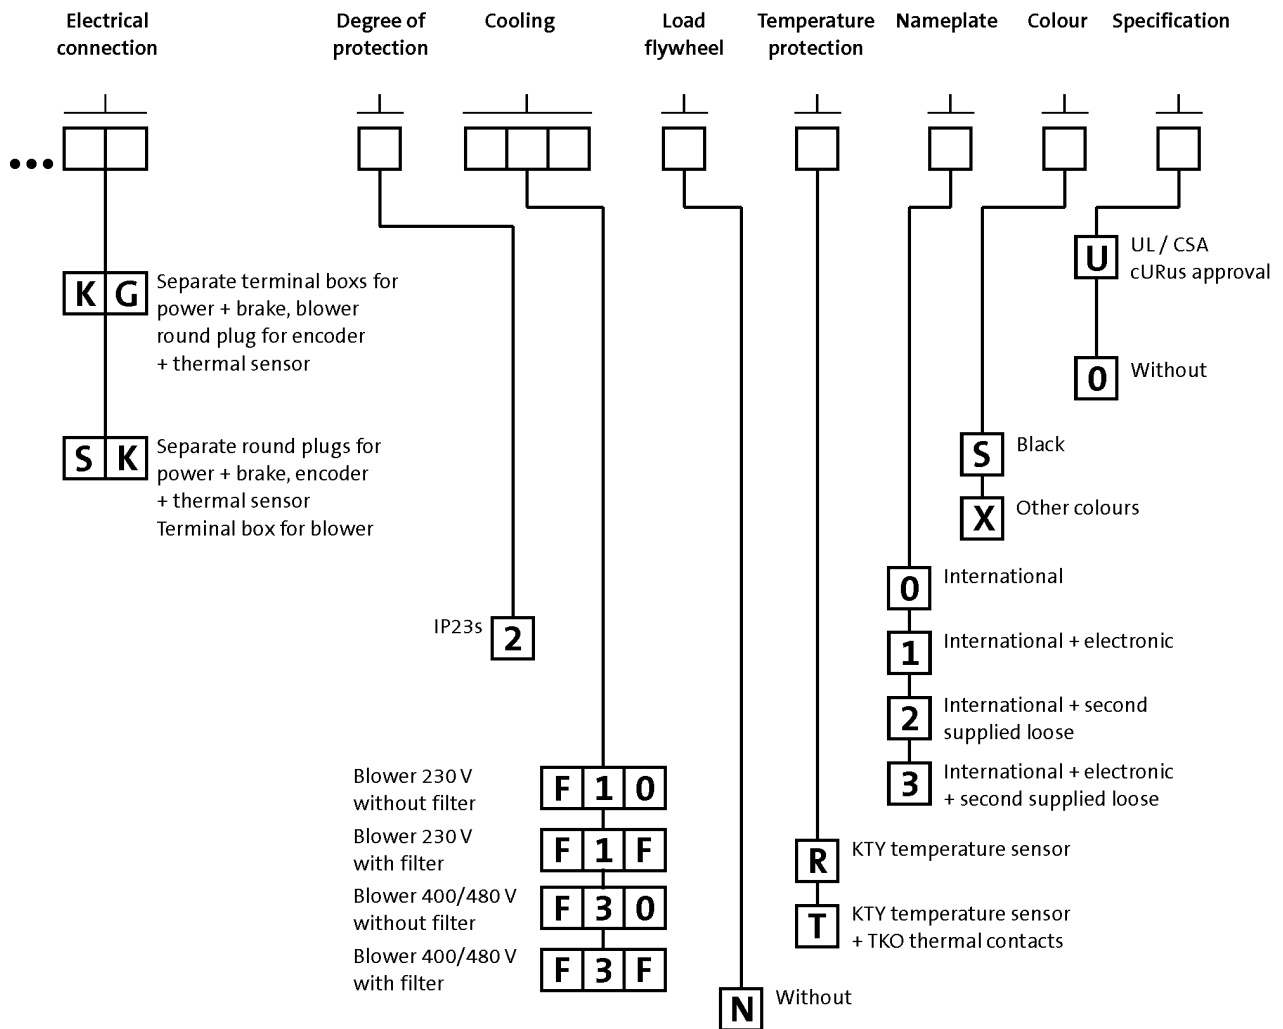 Electrical
connection
Degree of
protection
Cooling
Load
flywheel
Temperature
protection
Nameplate
Colour
Specification
•••
K G
Separate terminal boxs for
power + brake, blower
round plug for encoder
+ thermal sensor
S K
Separate round plugs for
power + brake, encoder
+ thermal sensor
Terminal box for blower
IP23s
2
Blower 230 V
without filter
F 1 0
Blower 230 V
with filter
F 1 F
Blower 400/480 V
without filter
F 3 0
Blower 400/480 V
with filter
F 3 F
N
Without
R
KTY temperature sensor
T
KTY temperature sensor
+ TKO thermal contacts
0
International
1
International + electronic
2
International + second
supplied loose
3
International + electronic
+ second supplied loose
S
Black
X
Other colours
U
UL / CSA
cURus approval
0
Without